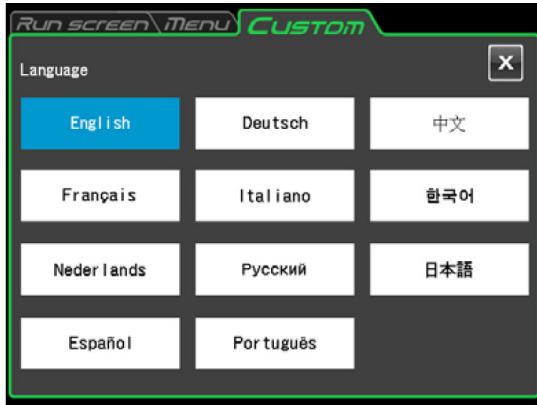 Run screen Menu Custom
Language X
English Deutsch 中文
Français Italiano 한국어
Nederlands Русский 日本語
Español Português